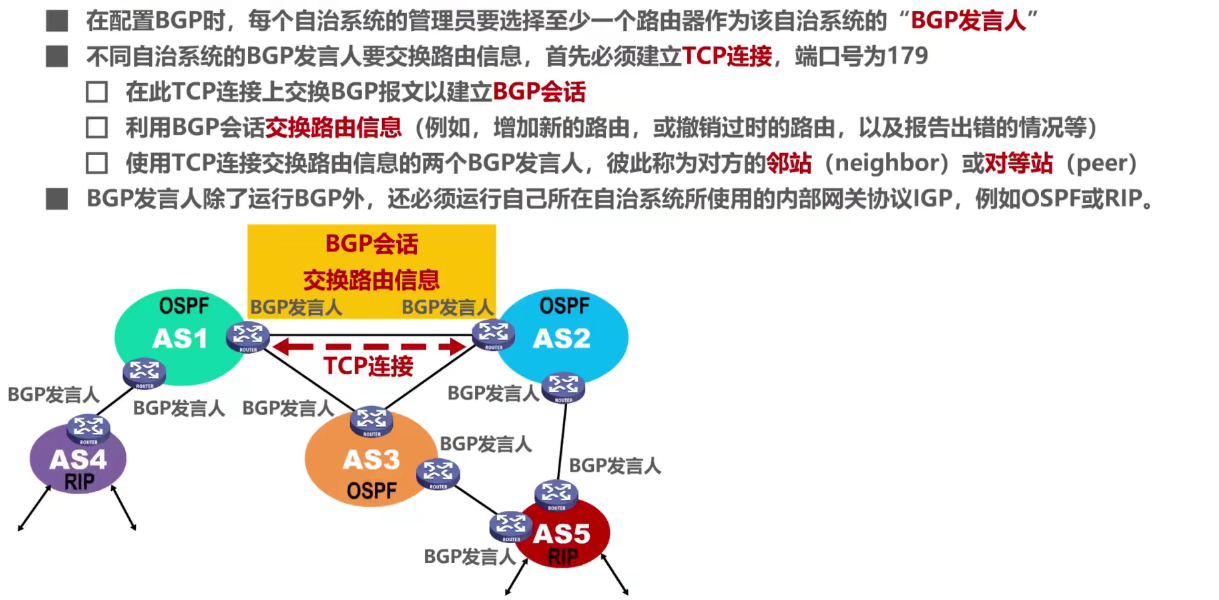 在配置BGP时，每个自治系统的管理员要选择至少一个路由器作为该自治系统的“BGP发言人”
不同自治系统的BGP发言人要交换路由信息，首先必须建立TCP连接，端口号为179
在此TCP连接上交换BGP报文以建立BGP会话
利用BGP会话交换路由信息（例如，增加新的路由，或撤销过时的路由，以及报告出错的情况等）
使用TCP连接交换路由信息的两个BGP发言人，彼此称为对方的邻站（neighbor）或对等站（peer）
BGP发言人除了运行BGP外，还必须运行自己所在自治系统所使用的内部网关协议IGP，例如OSPF或RIP。
BGP会话
交换路由信息
OSPF
BGP发言人
BGP发言人
OSPF
AS1
ROUTER
ROUTER
AS2
TCP连接
ROUTER
BGP发言人
BGP发言人
BGP发言人
BGP发言人
ROUTER
ROUTER
ROUTER
BGP发言人
AS4
AS3
BGP发言人
RIP
OSPF
ROUTER
ROUTER
ROUTER
AS5
BGP发言人
RIP